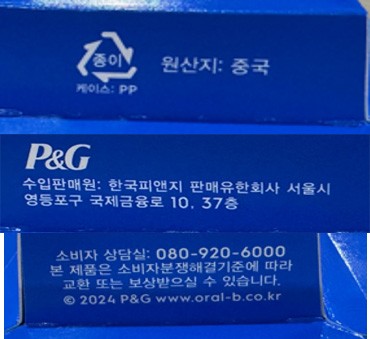 종이
케이스: PP
원산지: 중국
P&G
수입판매원: 한국피앤지 판매유한회사 서울시
영등포구 국제금융로 10, 37층
소비자 상담실: 080-920-6000
본 제품은 소비자분쟁해결기준에 따라
교환 또는 보상받으실 수 있습니다.
© 2024 P&G www.oral-b.co.kr